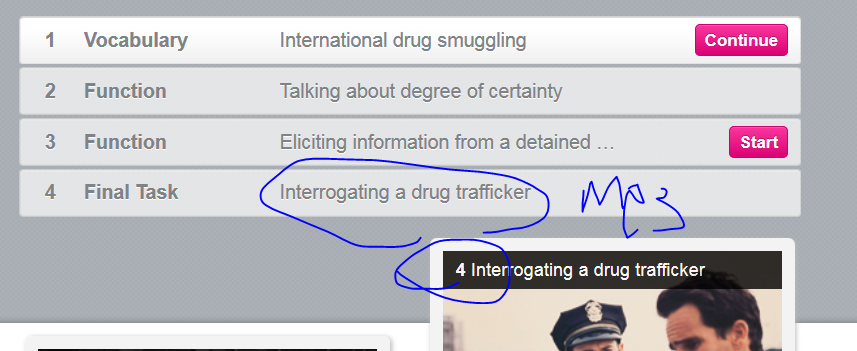 1 Vocabulary International drug smuggling Continue
2 Function Talking about degree of certainty
3 Function Eliciting information from a detained ... Start
4 Final Task Interrogating a drug trafficker
MP3
4 Interrogating a drug trafficker